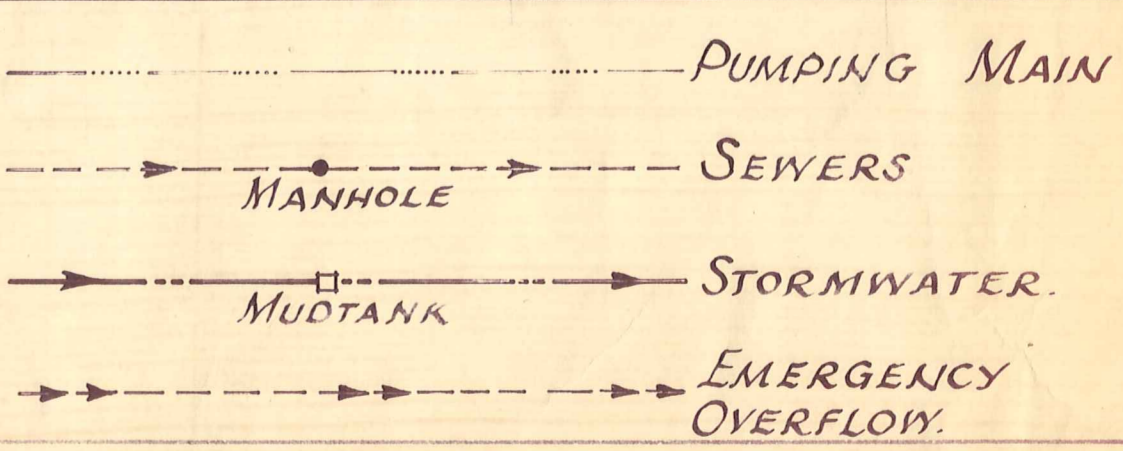 PUMPING MAIN
SEWERS
MANHOLE
STORMWATER.
MUDTANK
EMERGENCY
OVERFLOW.